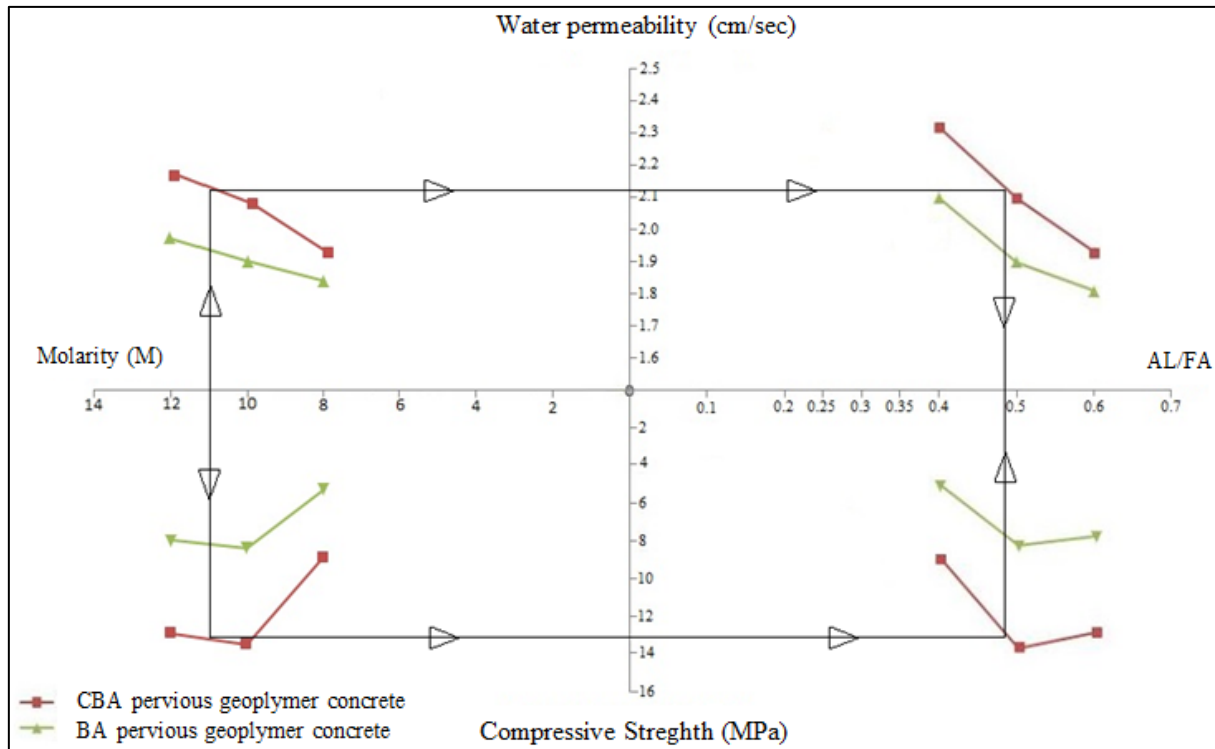 Water permeability (cm/sec)
2.5
2.4
2.3
2.2
2.1
2.0
1.9
1.8
1.7
1.6
Molarity (M)
AL/FA
14 12 10 8 6 4 2 0 0.1 0.2 0.25 0.3 0.35 0.4 0.5 0.6 0.7
2
4
6
8
10
12
14
16
CBA pervious geoplymer concrete
BA pervious geoplymer concrete
Compressive Streghth (MPa)